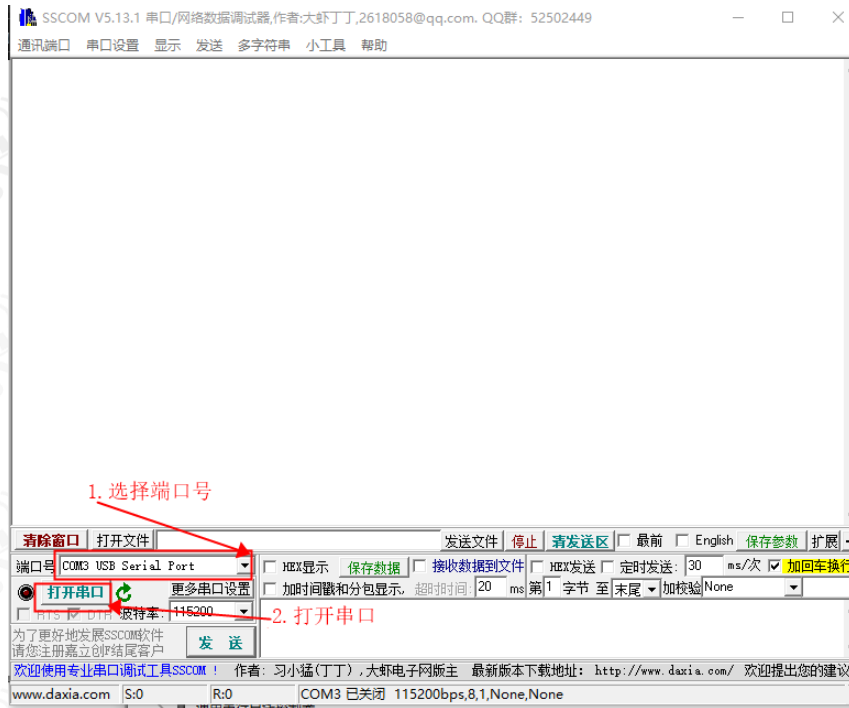 SSCOM V5.13.1 串口/网络数据调试器,作者:大虾丁丁,2618058@qq.com. QQ群: 52502449
通讯端口 串口设置 显示 发送 多字符串 小工具 帮助
1.选择端口号
清除窗口 打开文件 发送文件 停止 清发送区 最前 English 保存参数 扩展 -
端口号 COM3 USB Serial Port HEX显示 保存数据 接收数据到文件 HEX发送 定时发送: 30 ms/次 加回车换行
打开串口 更多串口设置 加时间戳和分包显示, 超时时间: 20 ms 第1 字节 至 末尾 加校验None
RTS DTR 波特率: 115200
2.打开串口
为了更好地发展SSCOM软件
请您注册嘉立创F结尾客户
发 送
欢迎使用专业串口调试工具SSCOM ! 作者: 习小猛(丁丁),大虾电子网版主 最新版本下载地址: http://www.daxia.com/ 欢迎提出您的建议
www.daxia.com S:0 R:0 COM3 已关闭 115200bps,8,1,None,None